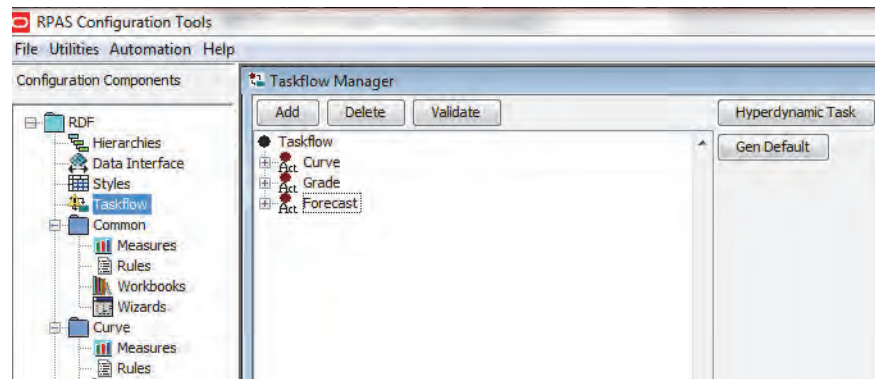 RPAS Configuration Tools
File Utilities Automation Help
Configuration Components
RDF
Hierarchies
Data Interface
Styles
Taskflow
Common
Measures
Rules
Workbooks
Wizards
Curve
Measures
Rules
Taskflow Manager
Add Delete Validate
Hyperdynamic Task
Gen Default
Taskflow
Act Curve
Act Grade
Act Forecast